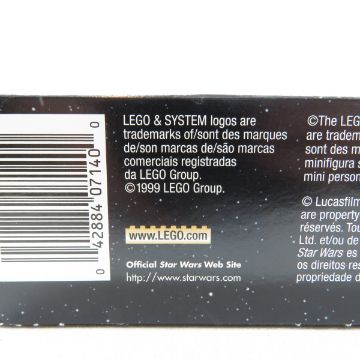 0 42884 07140 0
LEGO & SYSTEM logos are
trademarks of/sont des marques
de/son marcas de/são marcas
comerciais registradas
da LEGO Group.
©1999 LEGO Group.
www.LEGO.com
Official Star Wars Web Site
http://www.starwars.com
©The LEG
are tradem
sont des m
minifigura s
mini person
© Lucasfilm
are property
réservés. Tou
Ltd. et/ou de
Star Wars es
os direitos res
propriedade d